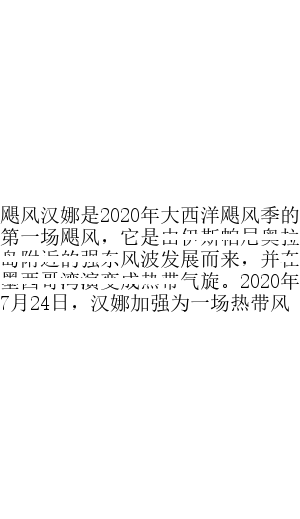 飓风汉娜是2020年大西洋飓风季的
第一场飓风，它是由伊斯帕尼奥拉
岛附近的强东风波发展而来，并在
墨西哥湾演变成热带气旋。2020年
7月24日，汉娜加强为一场热带风